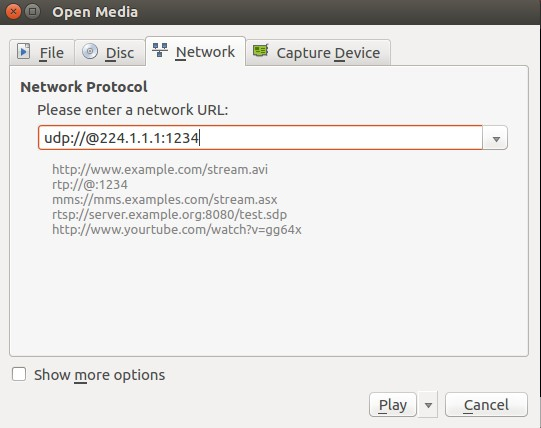 Open Media
File Disc Network Capture Device
Network Protocol
Please enter a network URL:
udp://@224.1.1.1:1234
http://www.example.com/stream.avi
rtp://@:1234
mms://mms.examples.com/stream.asx
rtsp://server.example.org:8080/test.sdp
http://www.yourtube.com/watch?v=gg64x
Show more options
Play Cancel